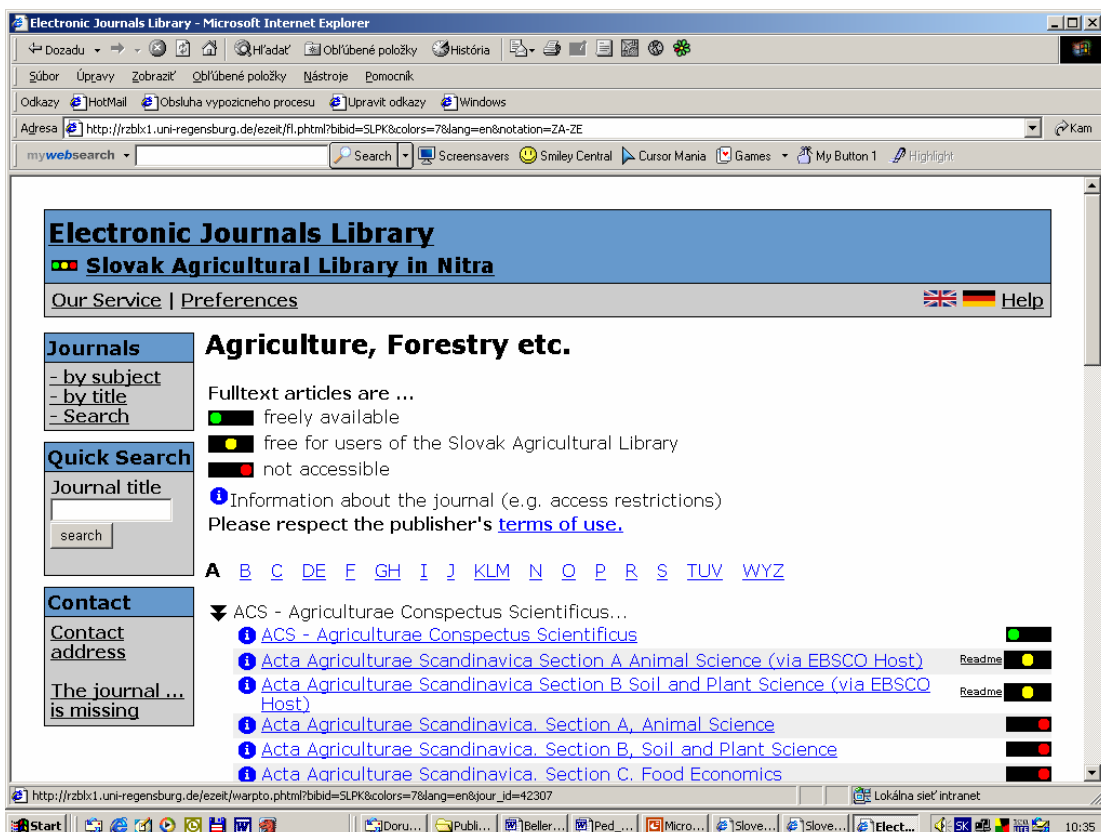 Electronic Journals Library - Microsoft Internet Explorer
Dozadu Hľadať Obľúbené položky História
Súbor Úpravy Zobraziť Obľúbené položky Nástroje Pomocník
Odkazy HotMail Obsluha vypozicneho procesu Upravit odkazy Windows
Adresa http://rzblx1.uni-regensburg.de/ezeit/fl.phtml?bibid=SLPK&colors=7&lang=en&notation=ZA-ZE Kam
mywebsearch Search Screensavers Smiley Central Cursor Mania Games My Button 1 Highlight
Electronic Journals Library
Slovak Agricultural Library in Nitra
Our Service | Preferences Help
Journals
- by subject
- by title
- Search
Quick Search
Journal title
search
Contact
Contact
address
The journal ...
is missing
Agriculture, Forestry etc.
Fulltext articles are ...
freely available
free for users of the Slovak Agricultural Library
not accessible
Information about the journal (e.g. access restrictions)
Please respect the publisher's terms of use.
A B C DE F GH I J KLM N O P R S TUV WYZ
ACS - Agriculturae Conspectus Scientificus...
ACS - Agriculturae Conspectus Scientificus
Acta Agriculturae Scandinavica Section A Animal Science (via EBSCO Host) Readme
Acta Agriculturae Scandinavica Section B Soil and Plant Science (via EBSCO
Host) Readme
Acta Agriculturae Scandinavica. Section A, Animal Science
Acta Agriculturae Scandinavica. Section B, Soil and Plant Science
Acta Agriculturae Scandinavica. Section C. Food Economics
http://rzblx1.uni-regensburg.de/ezeit/warpto.phtml?bibid=SLPK&colors=7&lang=en&jour_id=42307 Lokálna sieť intranet
Start Doru... Publi... Beller... Ped_... Micro... Slove... Slove... Elect... SK 10:35